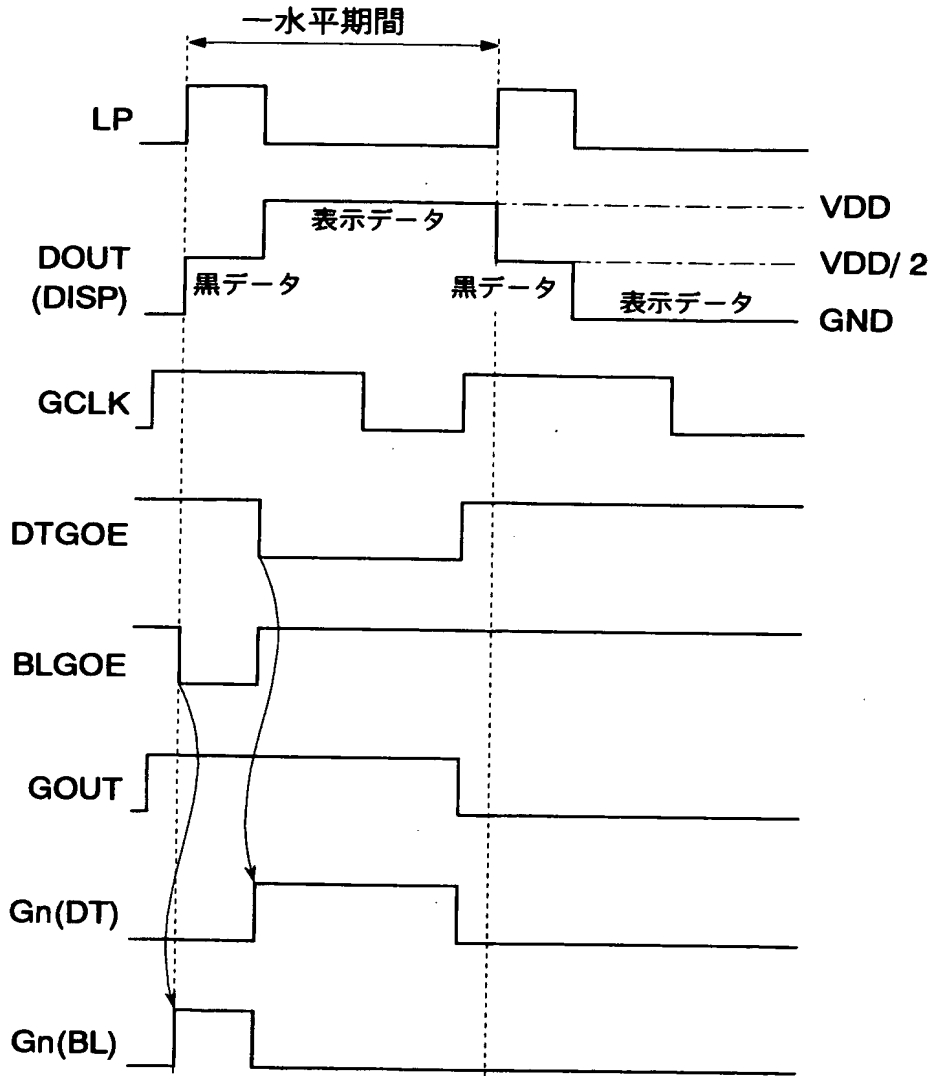 一水平期間
LP
表示データ
VDD
DOUT
(DISP)
黒データ
黒データ
VDD/2
表示データ
GND
GCLK
DTGOE
BLGOE
GOUT
Gn(DT)
Gn(BL)